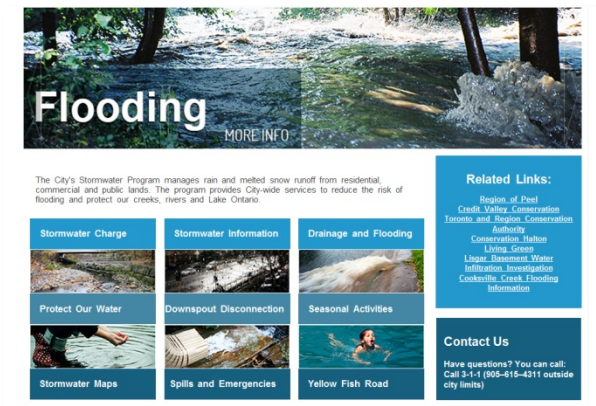 Flooding
MORE INFO
The City's Stormwater Program manages rain and melted snow runoff from residential,
commercial and public lands. The program provides City-wide services to reduce the risk of
flooding and protect our creeks, rivers and Lake Ontario.
Stormwater Charge
Stormwater Information
Drainage and Flooding
Protect Our Water
Downspout Disconnection
Seasonal Activities
Stormwater Maps
Spills and Emergencies
Yellow Fish Road
Related Links:
Region of Peel
Credit Valley Conservation
Toronto and Region Conservation
Authority
Conservation Halton
Living Green
Lisgar Basement Water
Infiltration Investigation
Cooksville Creek Flooding
Information
Contact Us
Have questions? You can call:
Call 3-1-1 (905-615-4311 outside
city limits)